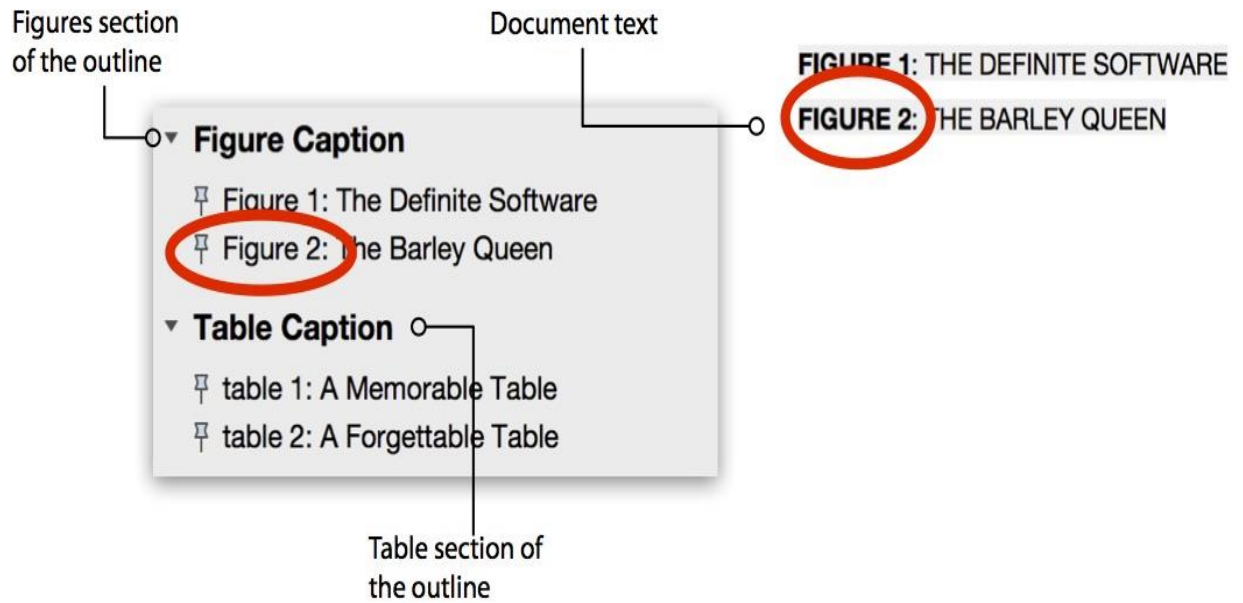 Figures section
of the outline
Document text
FIGURE 1: THE DEFINITE SOFTWARE
FIGURE 2: THE BARLEY QUEEN
Figure Caption
Figure 1: The Definite Software
Figure 2: The Barley Queen
Table Caption
table 1: A Memorable Table
table 2: A Forgettable Table
Table section of
the outline